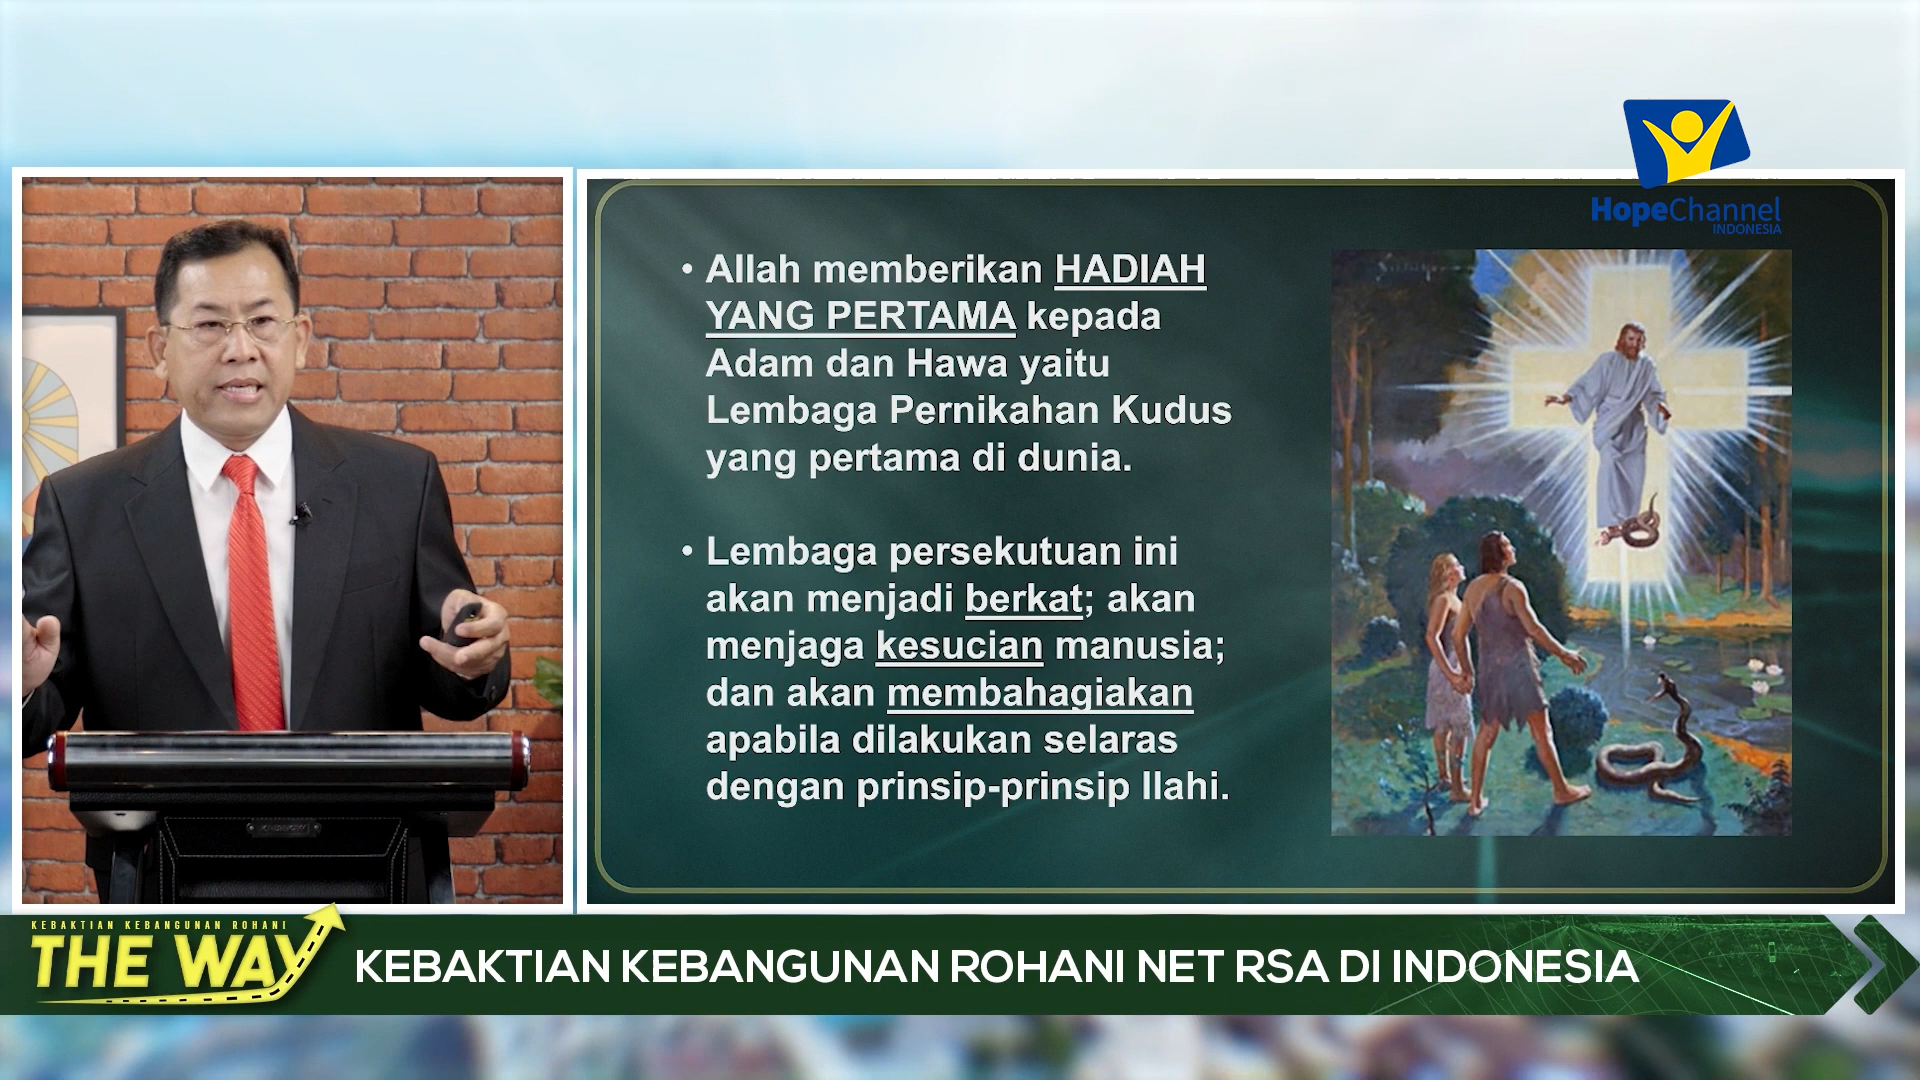 HopeChannel
INDONESIA
• Allah memberikan HADIAH
YANG PERTAMA kepada
Adam dan Hawa yaitu
Lembaga Pernikahan Kudus
yang pertama di dunia.
• Lembaga persekutuan ini
akan menjadi berkat; akan
menjaga kesucian manusia;
dan akan membahagiakan
apabila dilakukan selaras
dengan prinsip-prinsip Ilahi.
KEBAKTIAN KEBANGUNAN ROHANI
THE WAY
KEBAKTIAN KEBANGUNAN ROHANI NET RSA DI INDONESIA